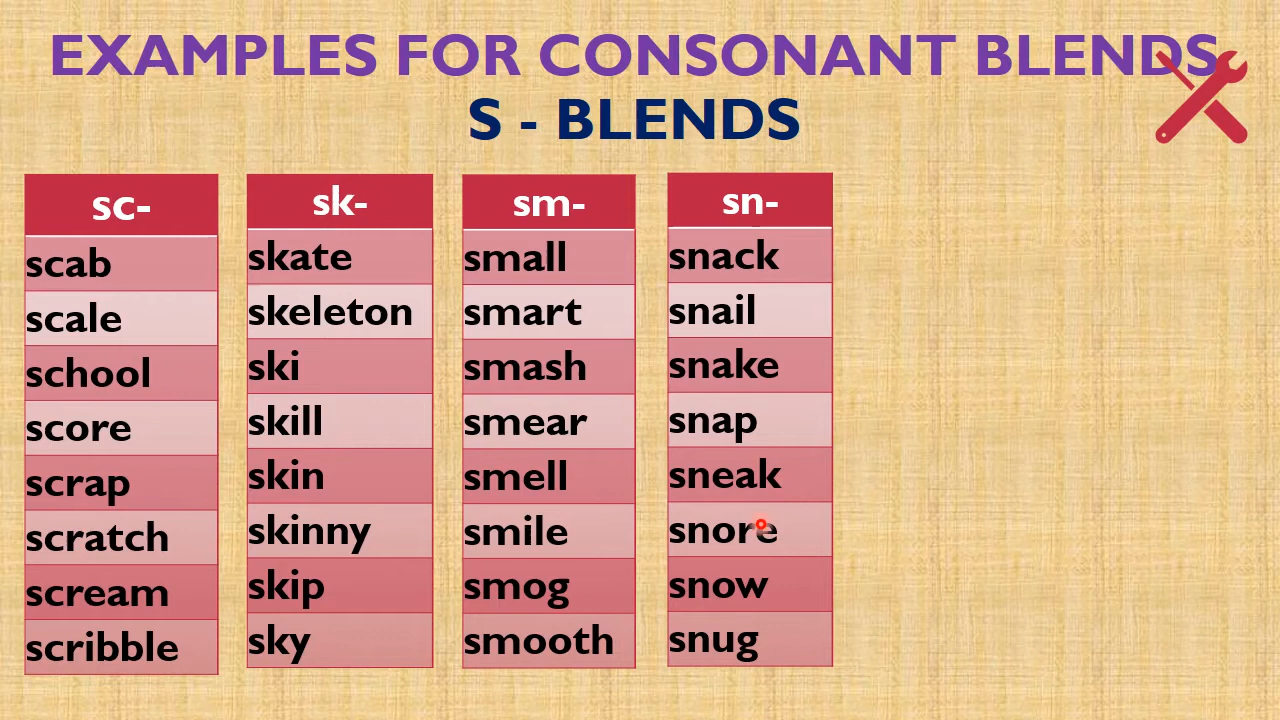 EXAMPLES FOR CONSONANT BLENDS
S - BLENDS
sc-
scab
scale
school
score
scrap
scratch
scream
scribble
sk-
skate
skeleton
ski
skill
skin
skinny
skip
sky
sm-
small
smart
smash
smear
smell
smile
smog
smooth
sn-
snack
snail
snake
snap
sneak
snore
snow
snug